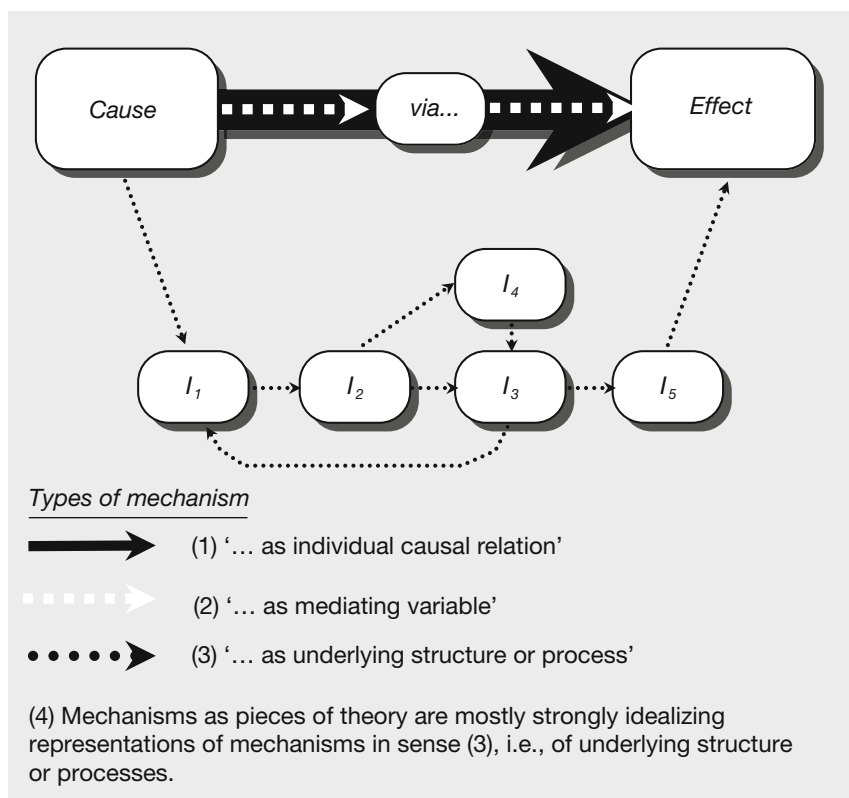 Cause
via...
Effect
I4
I1
I2
I3
I5
Types of mechanism
(1) ‘… as individual causal relation’
(2) ‘… as mediating variable’
(3) ‘… as underlying structure or process’
(4) Mechanisms as pieces of theory are mostly strongly idealizing
representations of mechanisms in sense (3), i.e., of underlying structure
or processes.